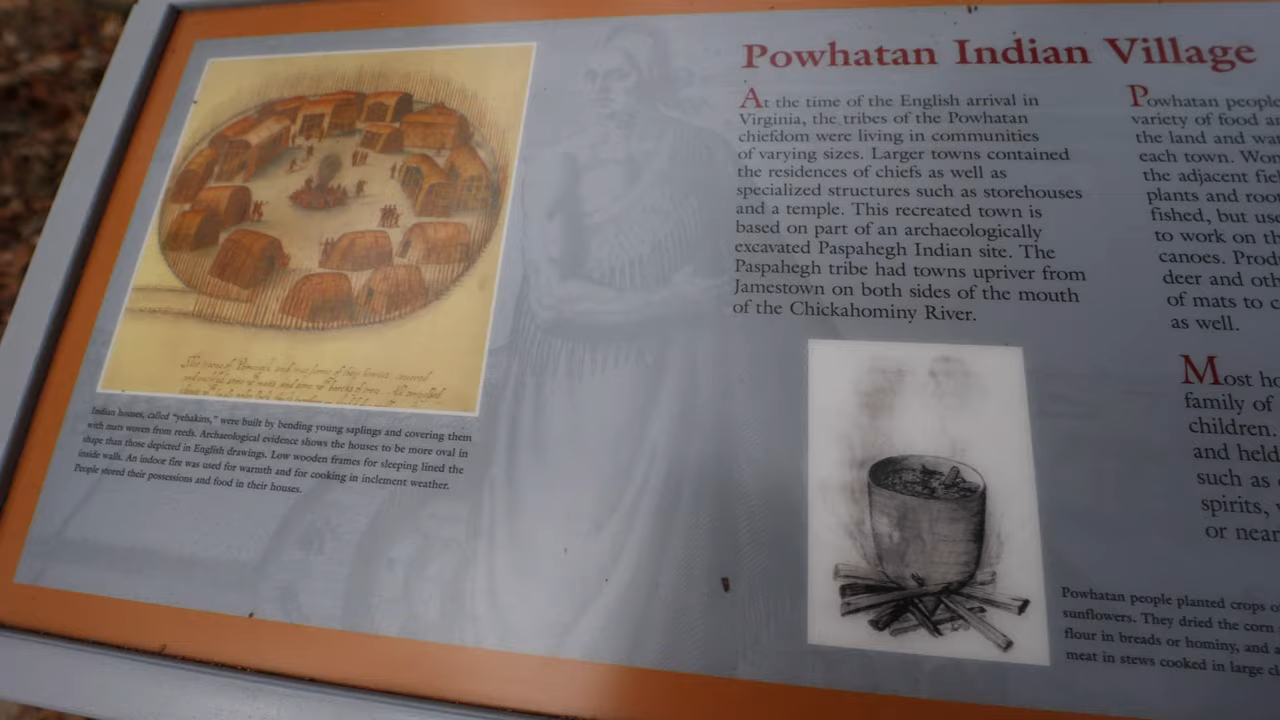 Powhatan Indian Village
At the time of the English arrival in
Virginia, the tribes of the Powhatan
chiefdom were living in communities
of varying sizes. Larger towns contained
the residences of chiefs as well as
specialized structures such as storehouses
and a temple. This recreated town is
based on part of an archaeologically
excavated Paspahegh Indian site. The
Paspahegh tribe had towns upriver from
Jamestown on both sides of the mouth
of the Chickahominy River.
Powhatan people
variety of food
the land and
each town.
the adjacent
plants and
fished, but
to work on
canoes.
deer and
of mats to
as well.
Most
family of
children.
and held
such as
spirits,
or near
Indian houses, called "yehakins," were built by bending young saplings and covering them
with mats woven from reeds. Archaeological evidence shows the houses to be more oval in
shape than those depicted in English drawings. Low wooden frames for sleeping lined the
inside walls. An indoor fire was used for warmth and for cooking in inclement weather.
People stored their possessions and food in their houses.
Powhatan people planted crops
sunflowers. They dried the corn
flour in breads or hominy, and
meat in stews cooked in large